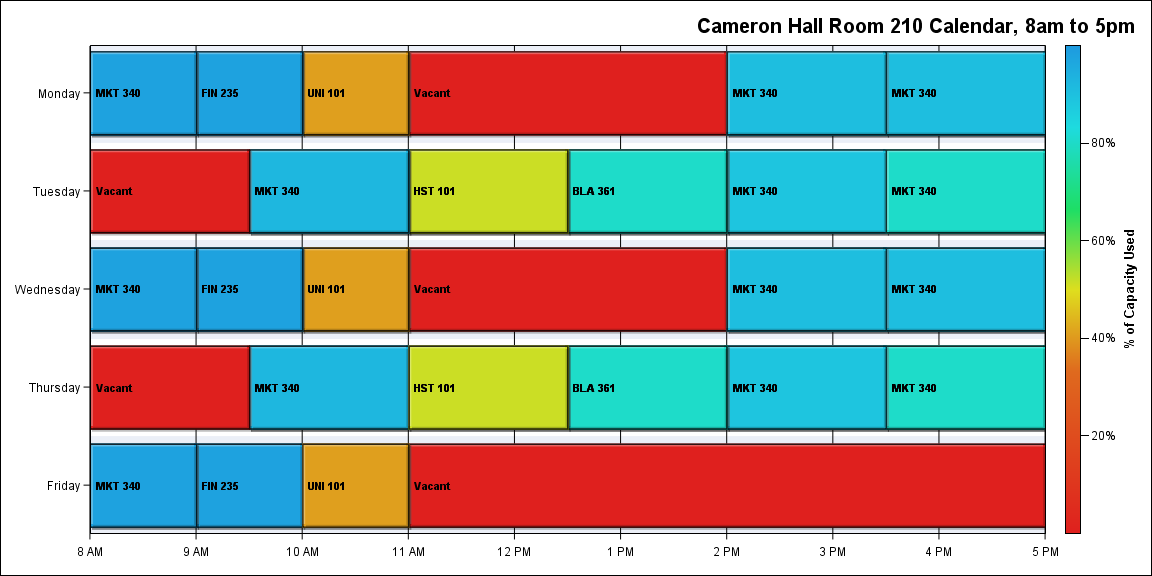 Cameron Hall Room 210 Calendar, 8am to 5pm
Monday
MKT 340
FIN 235
UNI 101
Vacant
MKT 340
MKT 340
Tuesday
Vacant
MKT 340
HST 101
BLA 361
MKT 340
MKT 340
Wednesday
MKT 340
FIN 235
UNI 101
Vacant
MKT 340
MKT 340
Thursday
Vacant
MKT 340
HST 101
BLA 361
MKT 340
MKT 340
Friday
MKT 340
FIN 235
UNI 101
Vacant
8 AM
9 AM
10 AM
11 AM
12 PM
1 PM
2 PM
3 PM
4 PM
5 PM
80%
60%
40%
20%
% of Capacity Used